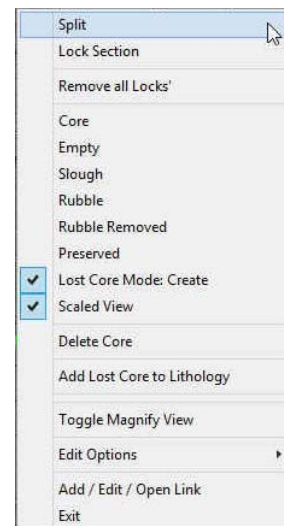 Split
Lock Section
Remove all Locks'
Core
Empty
Slough
Rubble
Rubble Removed
Preserved
Lost Core Mode: Create
Scaled View
Delete Core
Add Lost Core to Lithology
Toggle Magnify View
Edit Options
Add / Edit / Open Link
Exit